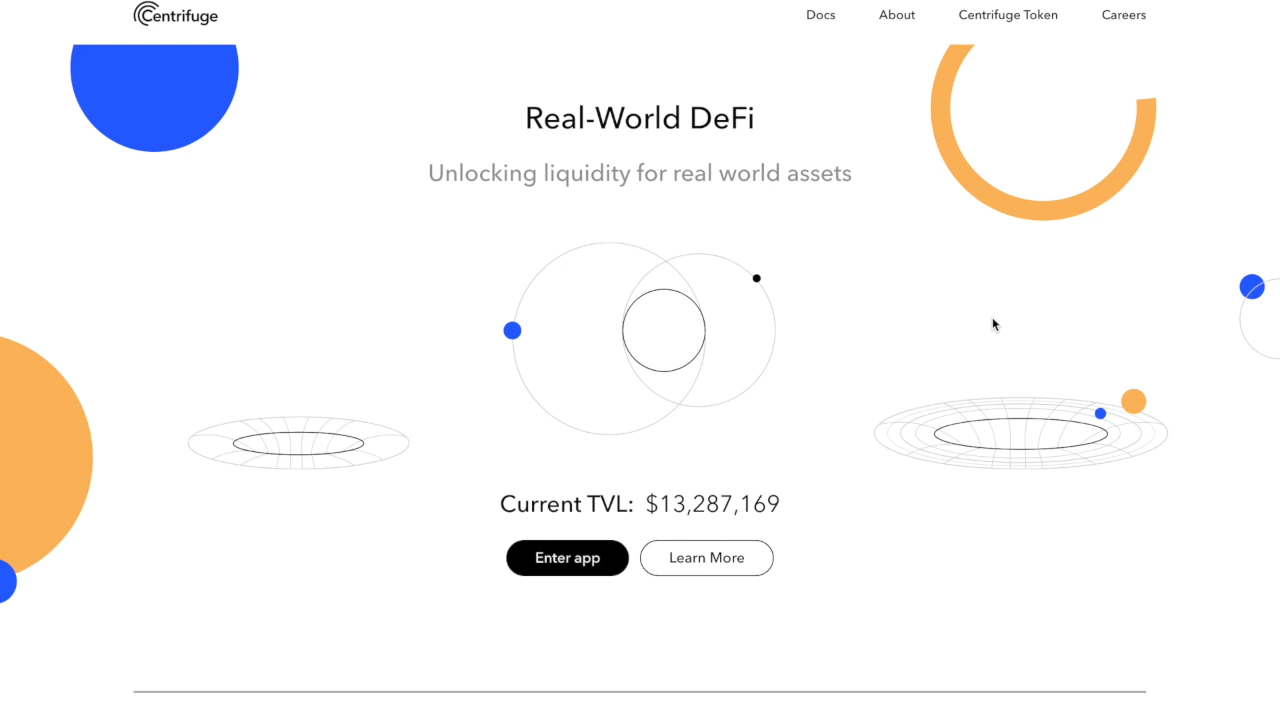 Centrifuge
Docs About Centrifuge Token Careers
Real-World DeFi
Unlocking liquidity for real world assets
Current TVL: $13,287,169
Enter app Learn More